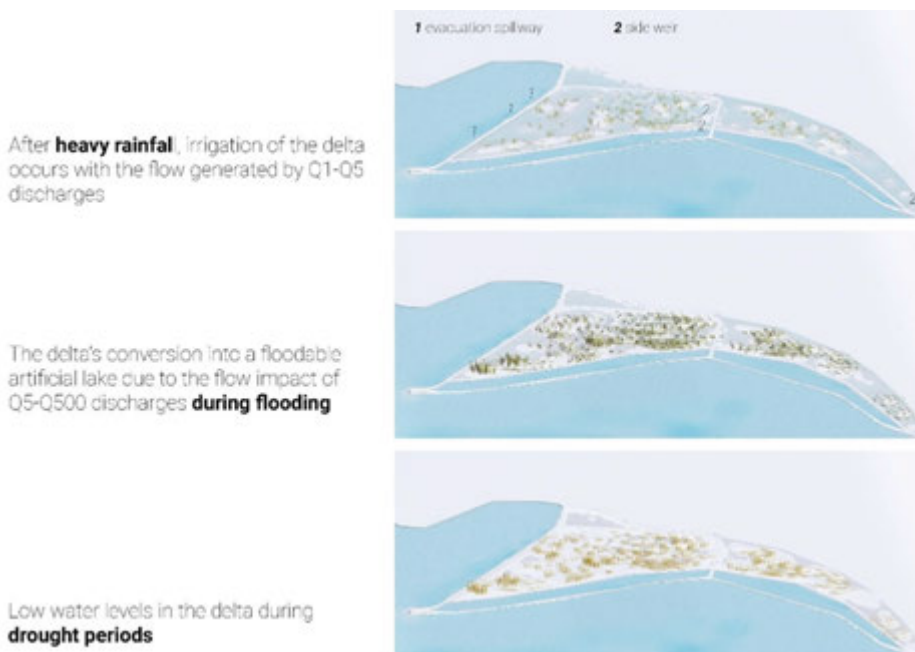 1 evacuation spillway
2 side weir
After heavy rainfal, irrigation of the delta
occurs with the flow generated by Q1-Q5
discharges
The delta's conversion into a floodable
artificial lake due to the flow impact of
Q5-Q500 discharges during flooding
Low water levels in the delta during
drought periods